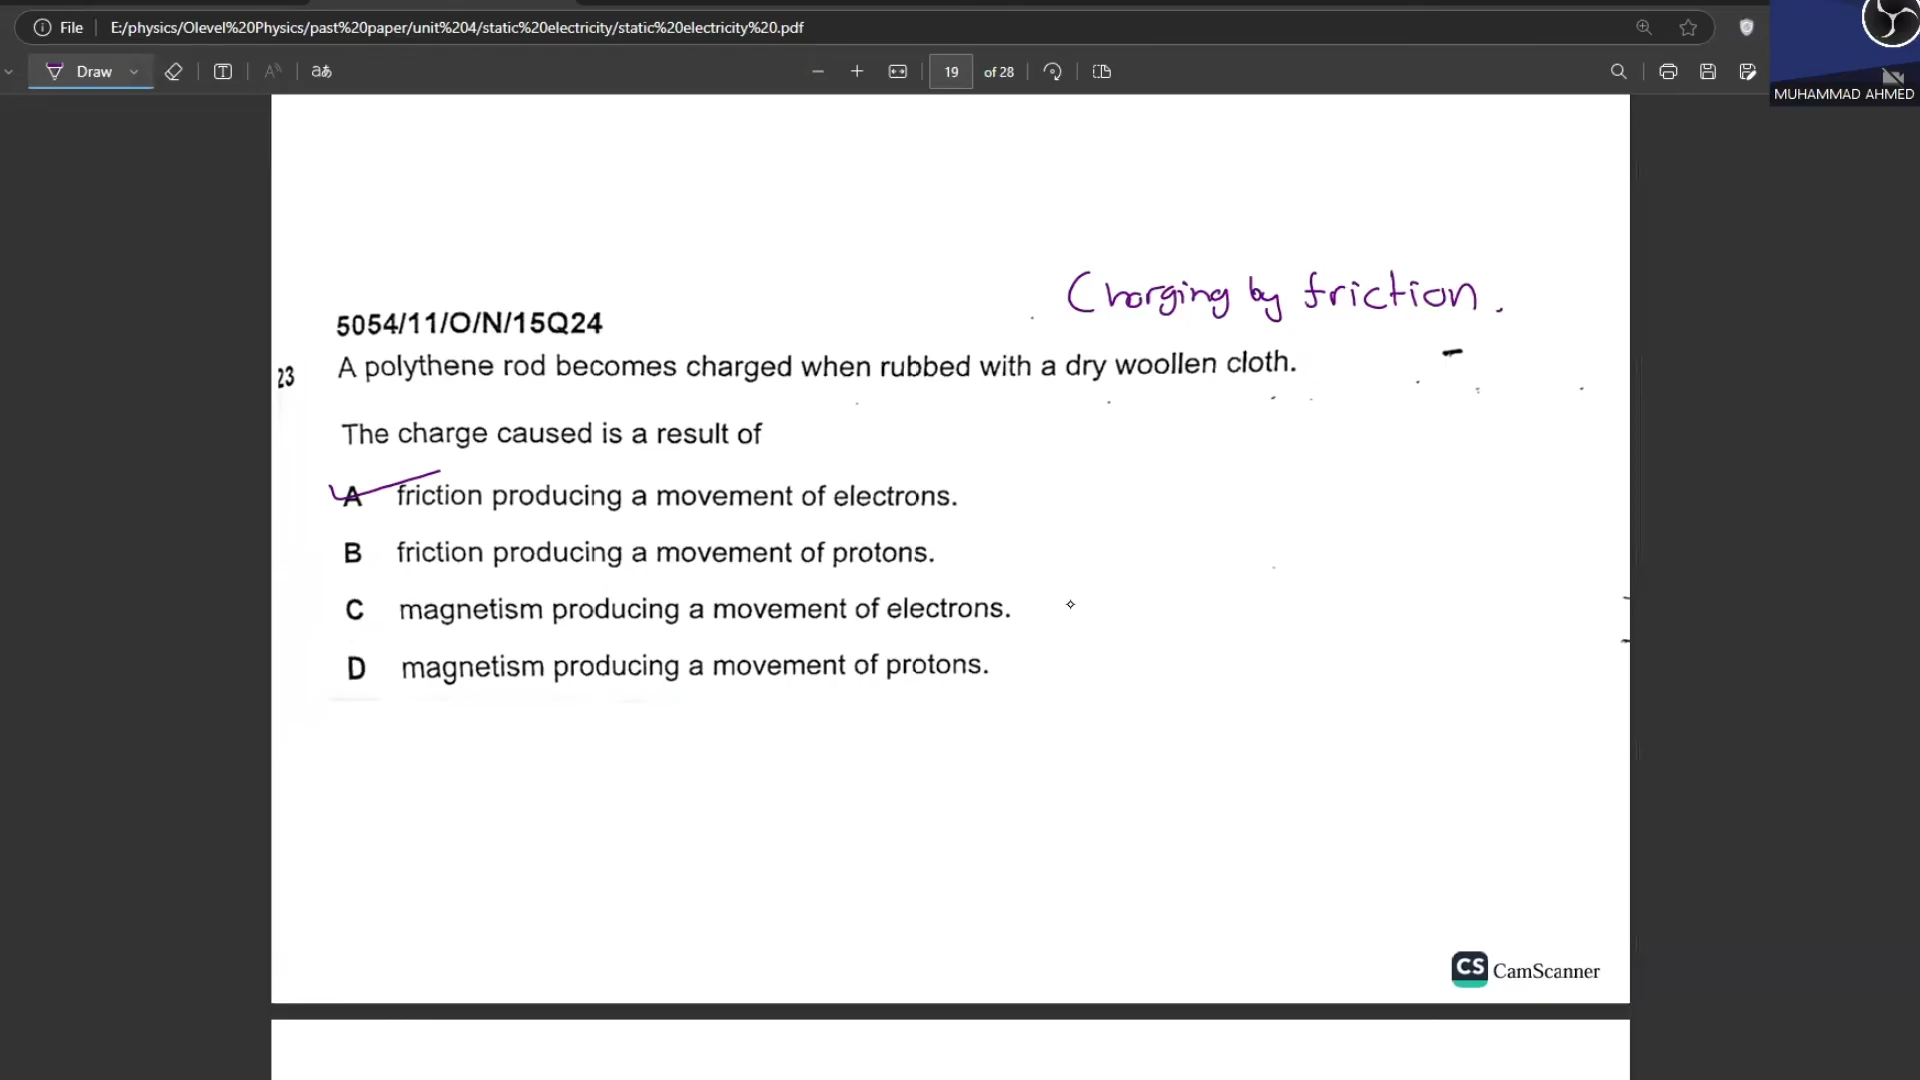 File
E:/physics/Olevel%20Physics/past%20paper/unit%204/static%20electricity/static%20electricity%20.pdf
Draw
T
A
aあ
19 of 28
MUHAMMAD AHMED
Charging by friction.
5054/11/O/N/15Q24
23 A polythene rod becomes charged when rubbed with a dry woollen cloth.
The charge caused is a result of
A friction producing a movement of electrons.
B friction producing a movement of protons.
C magnetism producing a movement of electrons.
D magnetism producing a movement of protons.
CS CamScanner